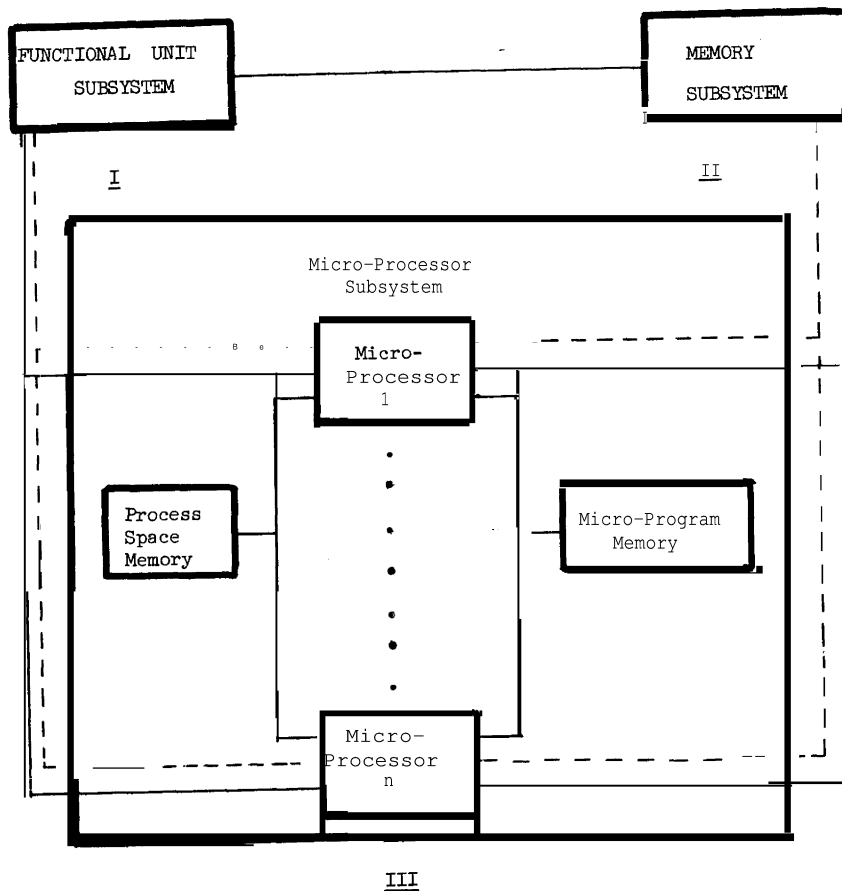 FUNCTIONAL UNIT
SUBSYSTEM
MEMORY
SUBSYSTEM
I
II
Micro-Processor
Subsystem
Micro-
Processor
1
Process
Space
Memory
Micro-Program
Memory
Micro-
Processor
n
III